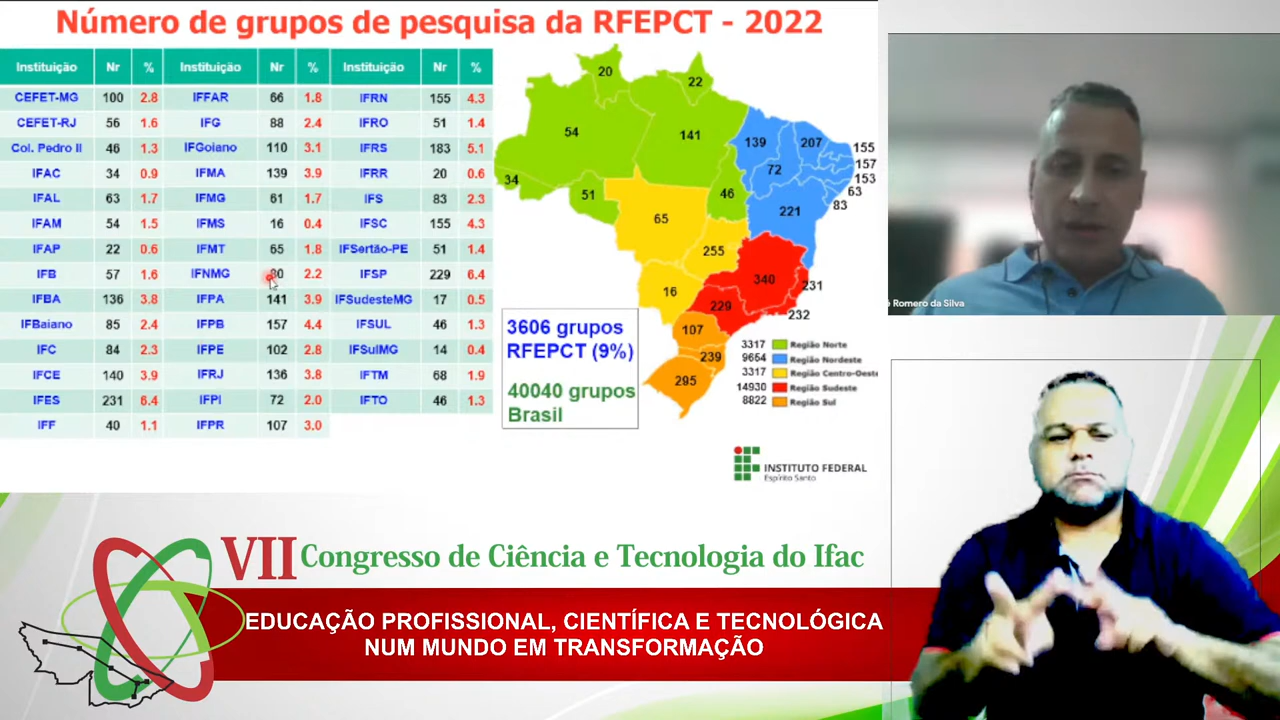 Número de grupos de pesquisa da RFEPCT - 2022
Instituição Nr % Instituição Nr % Instituição Nr %
CEFET-MG 100 2.8 IFFAR 66 1.8 IFRN 155 4.3
CEFET-RJ 56 1.6 IFG 88 2.4 IFRO 51 1.4
Col. Pedro II 46 1.3 IFGoiano 110 3.1 IFRS 183 5.1
IFAC 34 0.9 IFMA 139 3.9 IFRR 20 0.6
IFAL 63 1.7 IFMG 61 1.7 IFS 83 2.3
IFAM 54 1.5 IFMS 16 0.4 IFSC 155 4.3
IFAP 22 0.6 IFMT 65 1.8 IFSertão-PE 51 1.4
IFB 57 1.6 IFNMG 80 2.2 IFSP 229 6.4
IFBA 136 3.8 IFPA 141 3.9 IFSudesteMG 17 0.5
IFBaiano 85 2.4 IFPB 157 4.4 IFSUL 46 1.3
IFC 84 2.3 IFPE 102 2.8 IFSulMG 14 0.4
IFCE 140 3.9 IFRJ 136 3.8 IFTM 68 1.9
IFES 231 6.4 IFPI 72 2.0 IFTO 46 1.3
IFF 40 1.1 IFPR 107 3.0
20
22
54
141
139
207
155
157
153
63
83
72
34
51
46
221
65
255
16
340
231
229
232
107
239
295
3606 grupos
RFEPCT (9%)
40040 grupos
Brasil
3317 Região Norte
9654 Região Nordeste
3317 Região Centro-Oeste
14930 Região Sudeste
8822 Região Sul
INSTITUTO FEDERAL
Espírito Santo
Romero da Silva
VII Congresso de Ciência e Tecnologia do Ifac
EDUCAÇÃO PROFISSIONAL, CIENTÍFICA E TECNOLÓGICA
NUM MUNDO EM TRANSFORMAÇÃO